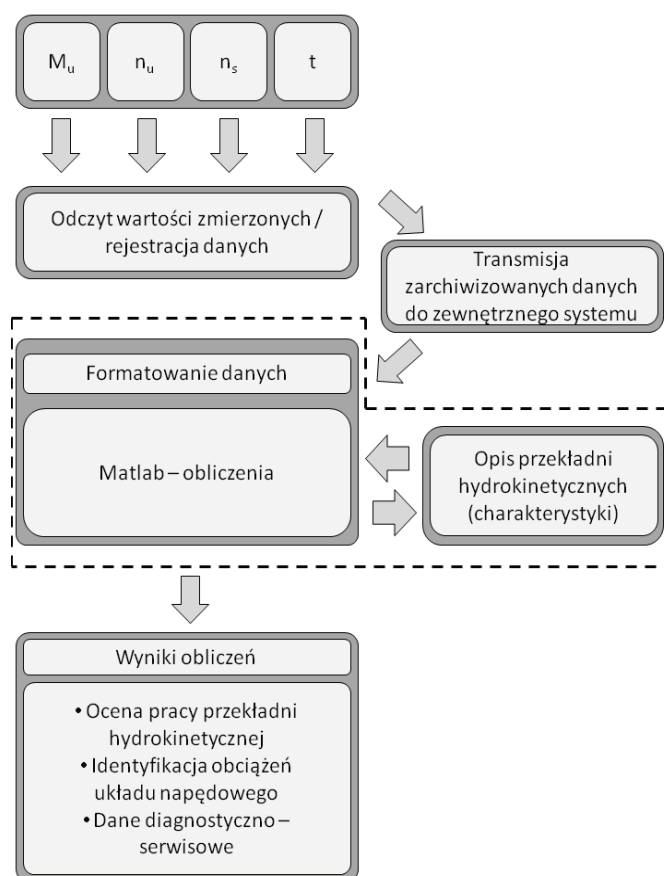 Mᵤ nᵤ nₛ t
Odczyt wartości zmierzonych /
rejestracja danych
Transmisja
zarchiwizowanych danych
do zewnętrznego systemu
Formatowanie danych
Matlab – obliczenia
Opis przekładni
hydrokinetycznych
(charakterystyki)
Wyniki obliczeń
• Ocena pracy przekładni
hydrokinetycznej
• Identyfikacja obciążeń
układu napędowego
• Dane diagnostyczno –
serwisowe